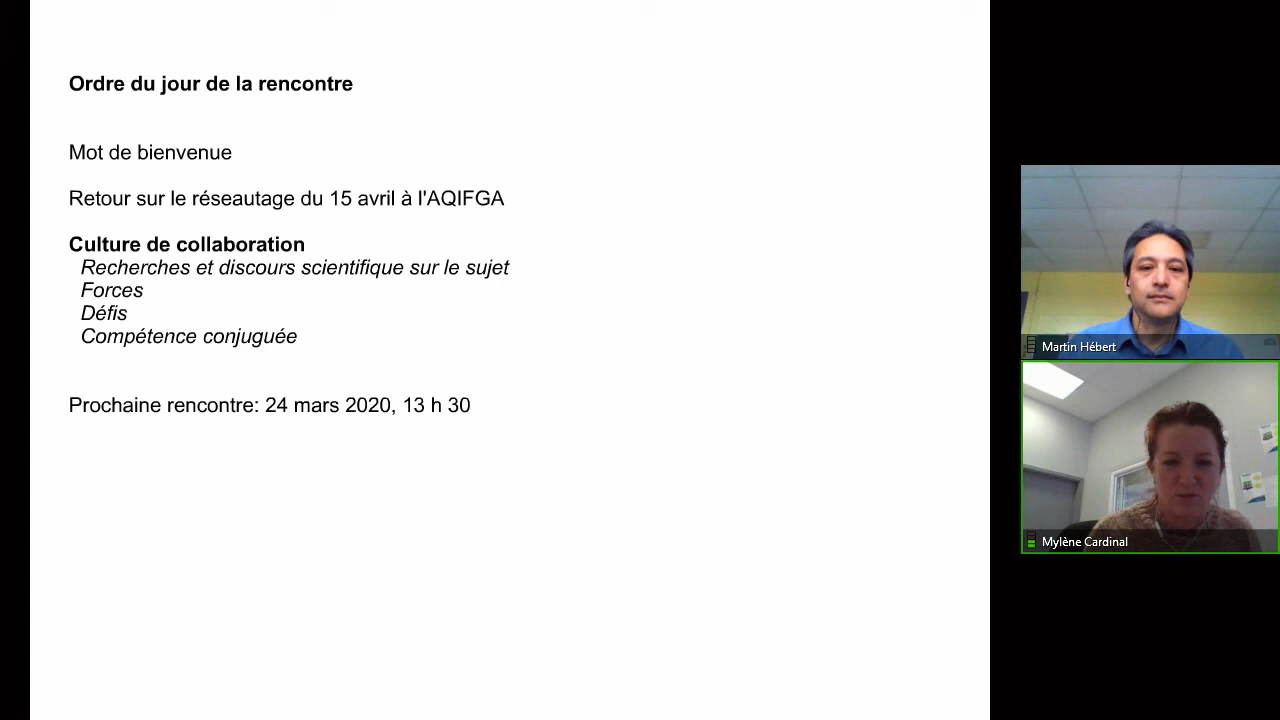 Ordre du jour de la rencontre
Mot de bienvenue
Retour sur le réseautage du 15 avril à l'AQIFGA
Culture de collaboration
Recherches et discours scientifique sur le sujet
Forces
Défis
Compétence conjuguée
Prochaine rencontre: 24 mars 2020, 13 h 30
Martin Hébert
Mylène Cardinal